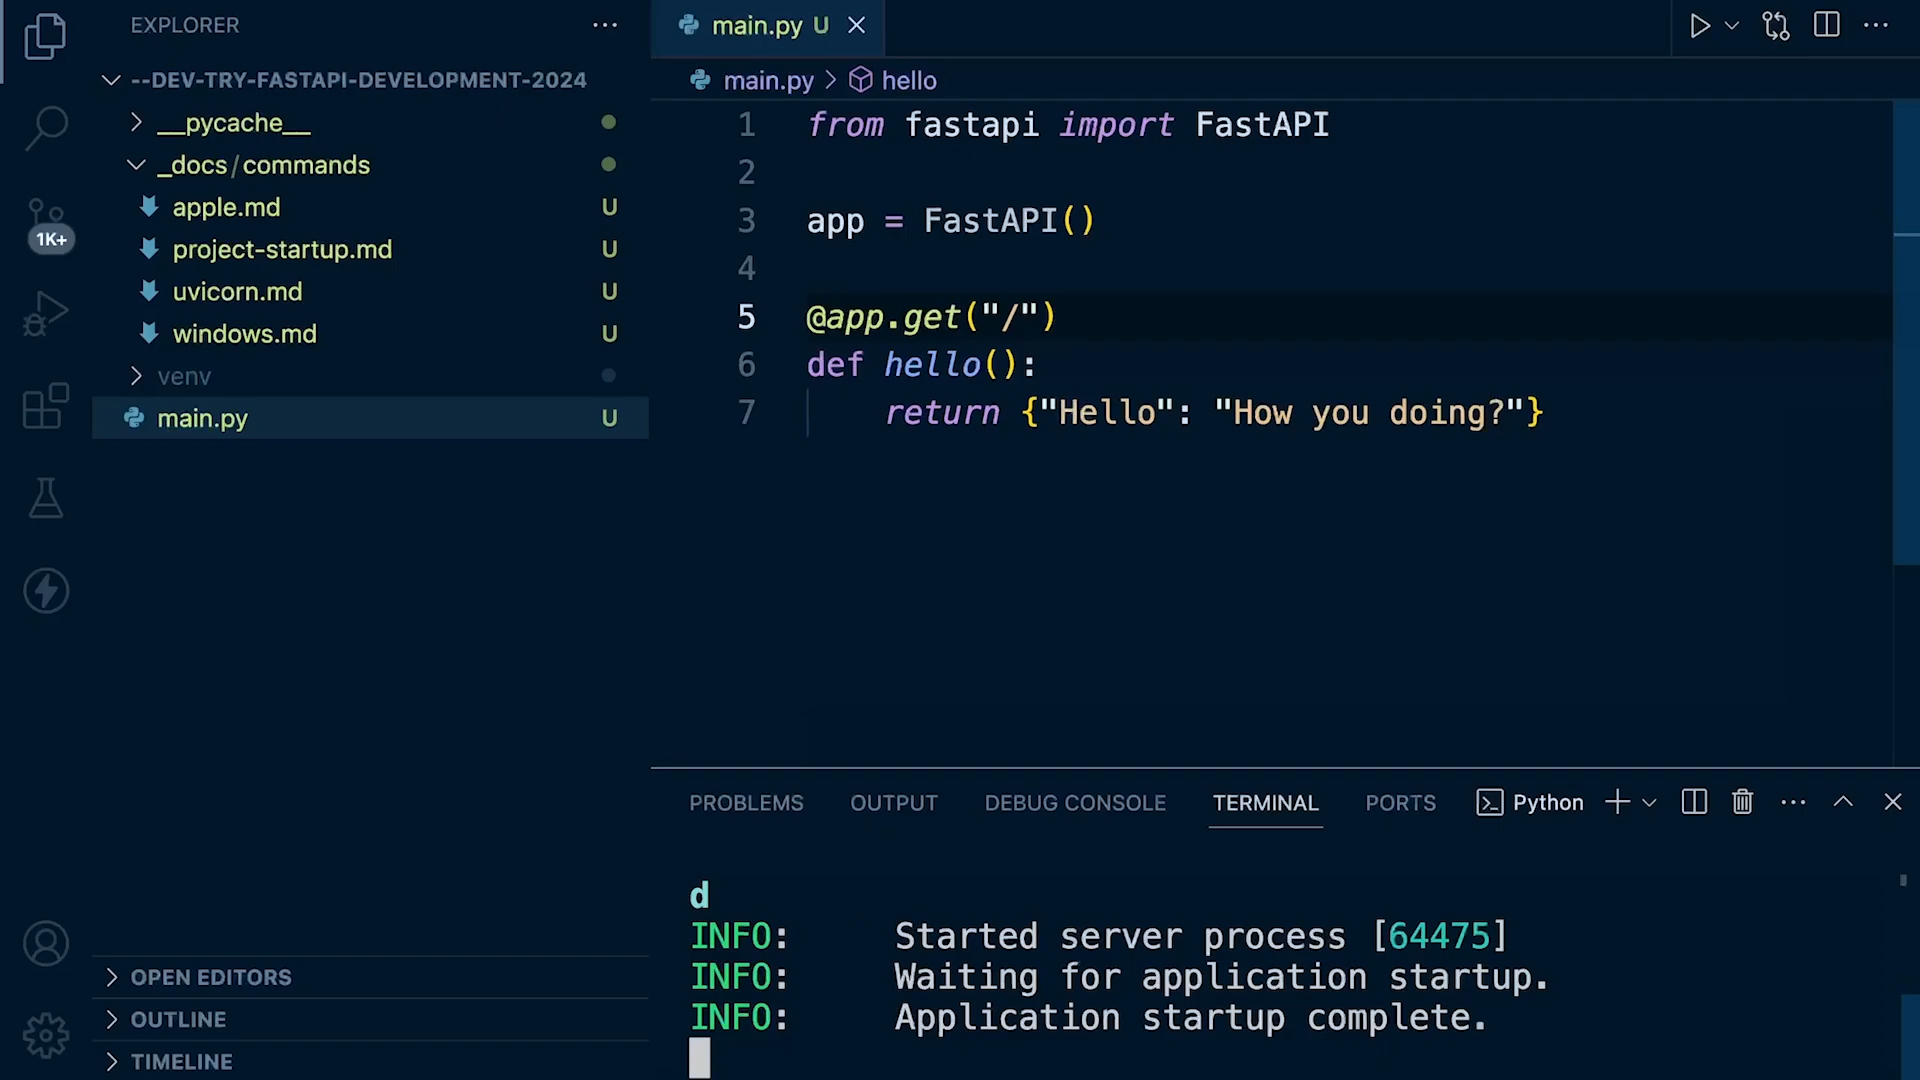 EXPLORER
--DEV-TRY-FASTAPI-DEVELOPMENT-2024
__pycache__
_docs/commands
apple.md U
project-startup.md U
uvicorn.md U
windows.md U
venv
main.py U
1K+
OPEN EDITORS
OUTLINE
TIMELINE
main.py U
main.py > hello
1 from fastapi import FastAPI
2
3 app = FastAPI()
4
5 @app.get("/")
6 def hello():
7 return {"Hello": "How you doing?"}
PROBLEMS OUTPUT DEBUG CONSOLE TERMINAL PORTS Python
d
INFO: Started server process [64475]
INFO: Waiting for application startup.
INFO: Application startup complete.